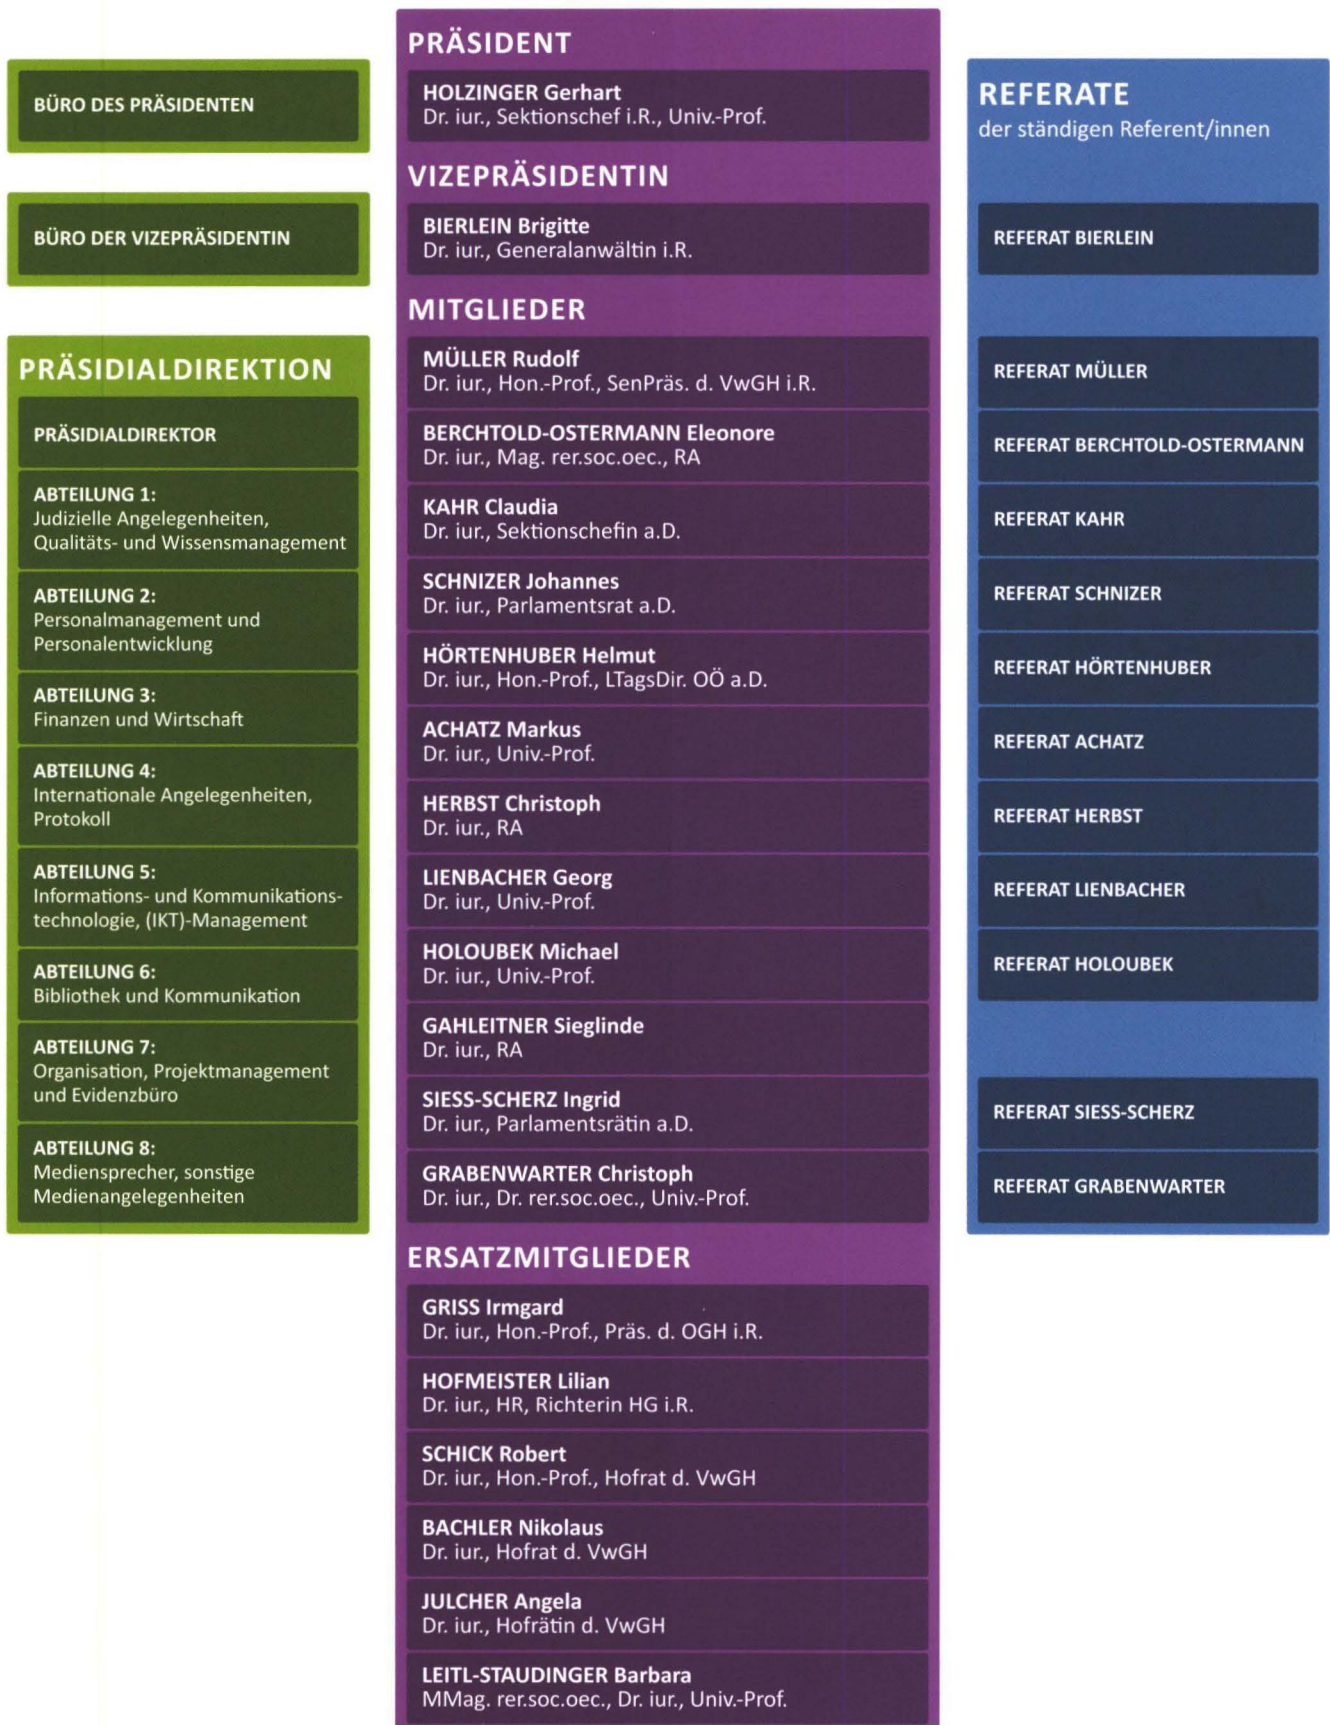 BÜRO DES PRÄSIDENTEN
BÜRO DER VIZEPRÄSIDENTIN
PRÄSIDIALDIREKTION
PRÄSIDIALDIREKTOR
ABTEILUNG 1:
Judizielle Angelegenheiten,
Qualitäts- und Wissensmanagement
ABTEILUNG 2:
Personalmanagement und
Personalentwicklung
ABTEILUNG 3:
Finanzen und Wirtschaft
ABTEILUNG 4:
Internationale Angelegenheiten,
Protokoll
ABTEILUNG 5:
Informations- und Kommunikations-
technologie, (IKT)-Management
ABTEILUNG 6:
Bibliothek und Kommunikation
ABTEILUNG 7:
Organisation, Projektmanagement
und Evidenzbüro
ABTEILUNG 8:
Mediensprecher, sonstige
Medienangelegenheiten
PRÄSIDENT
HOLZINGER Gerhart
Dr. iur., Sektionschef i.R., Univ.-Prof.
VIZEPRÄSIDENTIN
BIERLEIN Brigitte
Dr. iur., Generalanwältin i.R.
MITGLIEDER
MÜLLER Rudolf
Dr. iur., Hon.-Prof., SenPräs. d. VwGH i.R.
BERCHTOLD-OSTERMANN Eleonore
Dr. iur., Mag. rer.soc.oec., RA
KAHR Claudia
Dr. iur., Sektionschefin a.D.
SCHNIZER Johannes
Dr. iur., Parlamentsrat a.D.
HÖRTENHUBER Helmut
Dr. iur., Hon.-Prof., LTagsDir. OÖ a.D.
ACHATZ Markus
Dr. iur., Univ.-Prof.
HERBST Christoph
Dr. iur., RA
LIENBACHER Georg
Dr. iur., Univ.-Prof.
HOLOUBEK Michael
Dr. iur., Univ.-Prof.
GAHLEITNER Sieglinde
Dr. iur., RA
SIESS-SCHERZ Ingrid
Dr. iur., Parlamentsrätin a.D.
GRABENWARTER Christoph
Dr. iur., Dr. rer.soc.oec., Univ.-Prof.
ERSATZMITGLIEDER
GRISS Irmgard
Dr. iur., Hon.-Prof., Präs. d. OGH i.R.
HOFMEISTER Lilian
Dr. iur., HR, Richterin HG i.R.
SCHICK Robert
Dr. iur., Hon.-Prof., Hofrat d. VwGH
BACHLER Nikolaus
Dr. iur., Hofrat d. VwGH
JULCHER Angela
Dr. iur., Hofrätin d. VwGH
LEITL-STAUDINGER Barbara
MMag. rer.soc.oec., Dr. iur., Univ.-Prof.
REFERATE
der ständigen Referent/innen
REFERAT BIERLEIN
REFERAT MÜLLER
REFERAT BERCHTOLD-OSTERMANN
REFERAT KAHR
REFERAT SCHNIZER
REFERAT HÖRTENHUBER
REFERAT ACHATZ
REFERAT HERBST
REFERAT LIENBACHER
REFERAT HOLOUBEK
REFERAT SIESS-SCHERZ
REFERAT GRABENWARTER